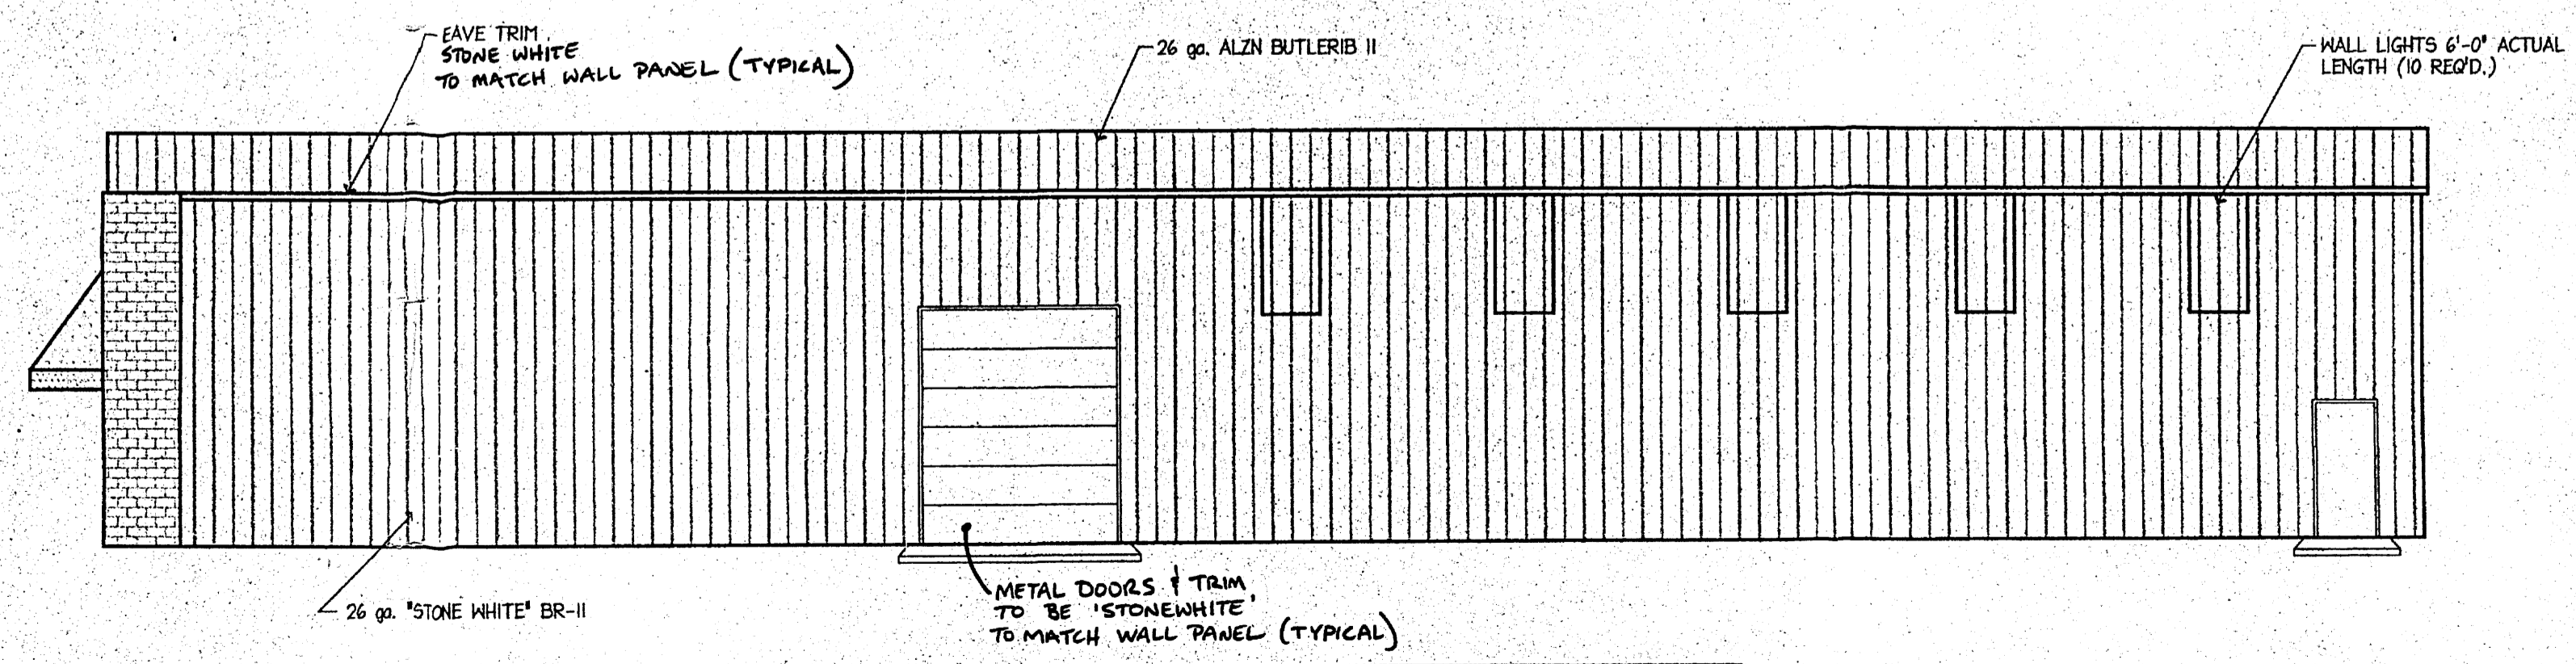 EAVE TRIM.
STONE WHITE
TO MATCH WALL PANEL (TYPICAL)
26 ga. ALZN BUTLERIB II
WALL LIGHTS 6'-0" ACTUAL
LENGTH (10 REQ'D.)
26 ga. "STONE WHITE" BR-II
METAL DOORS & TRIM
TO BE 'STONEWHITE'
TO MATCH WALL PANEL (TYPICAL)